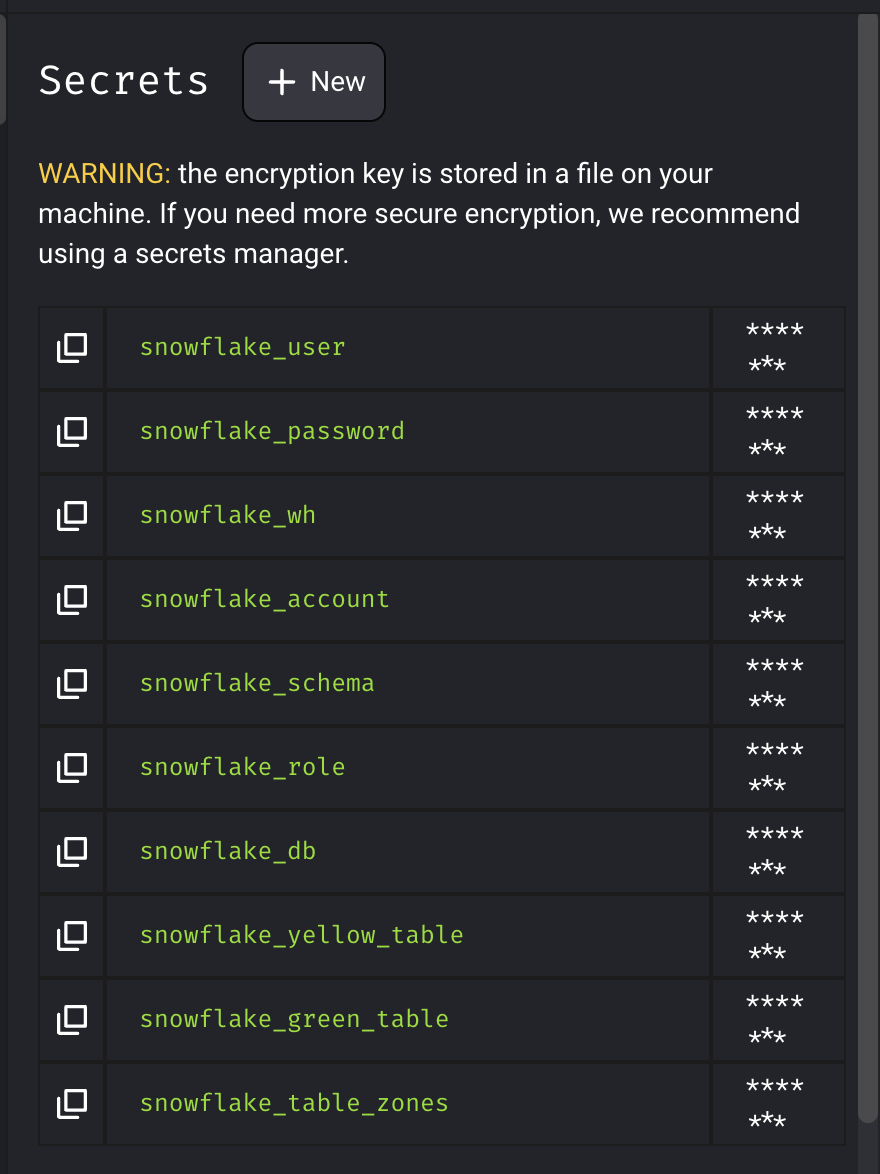 Secrets
New
WARNING: the encryption key is stored in a file on your
machine. If you need more secure encryption, we recommend
using a secrets manager.
snowflake_user
****
***
snowflake_password
****
***
snowflake_wh
****
***
snowflake_account
****
***
snowflake_schema
****
***
snowflake_role
****
***
snowflake_db
****
***
snowflake_yellow_table
****
***
snowflake_green_table
****
***
snowflake_table_zones
****
***